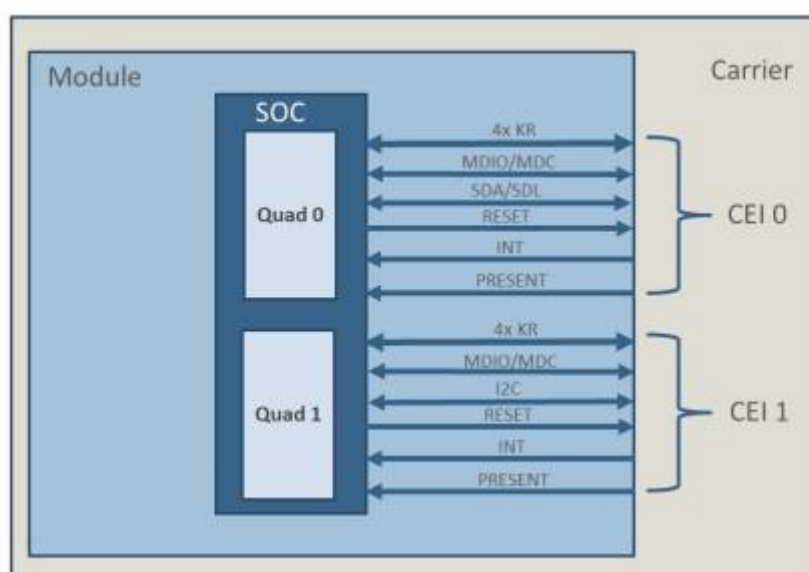 Module
Carrier
SOC
4x KR
MDIO/MDC
SDA/SDL
Quad 0
RESET
CEI 0
INT
PRESENT
4x KR
MDIO/MDC
I2C
Quad 1
RESET
CEI 1
INT
PRESENT